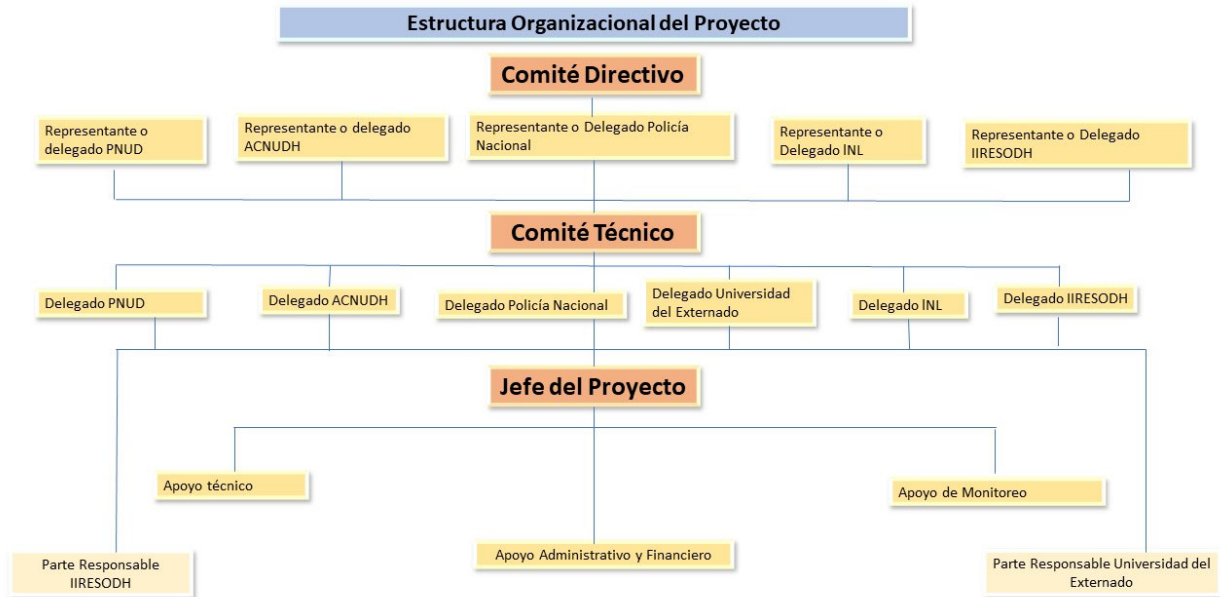 Estructura Organizacional del Proyecto
Comité Directivo
Representante o
delegado PNUD
Representante o delegado
ACNUDH
Representante o Delegado Policía
Nacional
Representante o
Delegado INL
Representante o Delegado
IIRESODH
Comité Técnico
Delegado PNUD
Delegado ACNUDH
Delegado Policía Nacional
Delegado Universidad
del Externado
Delegado INL
Delegado IIRESODH
Jefe del Proyecto
Apoyo técnico
Apoyo de Monitoreo
Apoyo Administrativo y Financiero
Parte Responsable
IIRESODH
Parte Responsable Universidad del
Externado